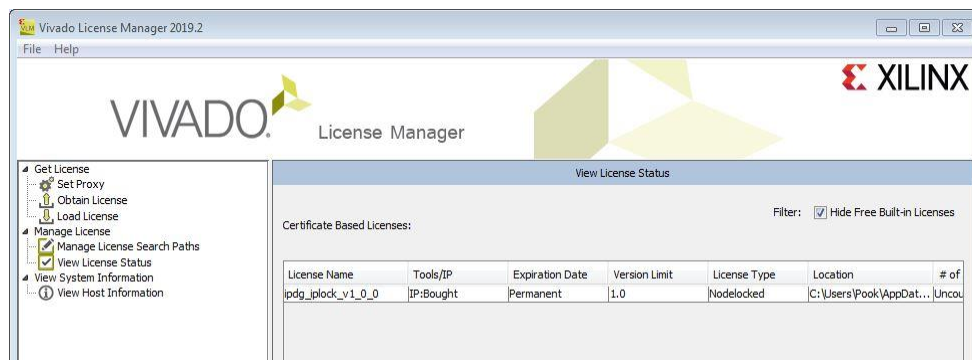 VLM Vivado License Manager 2019.2
File Help
XILINX
VIVADO. License Manager
Get License
Set Proxy
Obtain License
Load License
Manage License
Manage License Search Paths
View License Status
View System Information
View Host Information
View License Status
Filter: Hide Free Built-in Licenses
Certificate Based Licenses:
License Name Tools/IP Expiration Date Version Limit License Type Location # of
ipdg_iplock_v1_0_0 IP:Bought Permanent 1.0 Nodelocked C:\Users\Pook\AppDat... Uncou